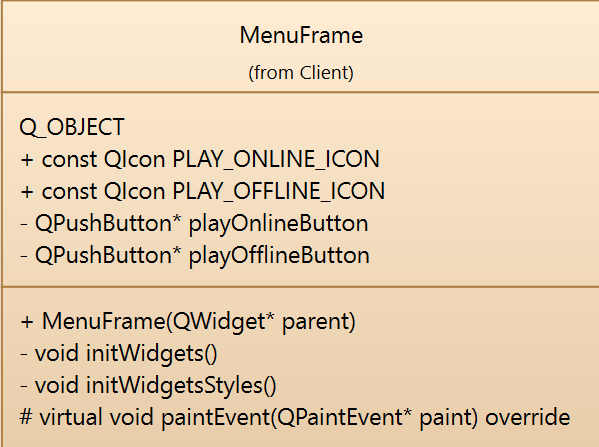 MenuFrame
(from Client)
Q_OBJECT
+ const QIcon PLAY_ONLINE_ICON
+ const QIcon PLAY_OFFLINE_ICON
- QPushButton* playOnlineButton
- QPushButton* playOfflineButton
+ MenuFrame(QWidget* parent)
- void initWidgets()
- void initWidgetsStyles()
# virtual void paintEvent(QPaintEvent* paint) override